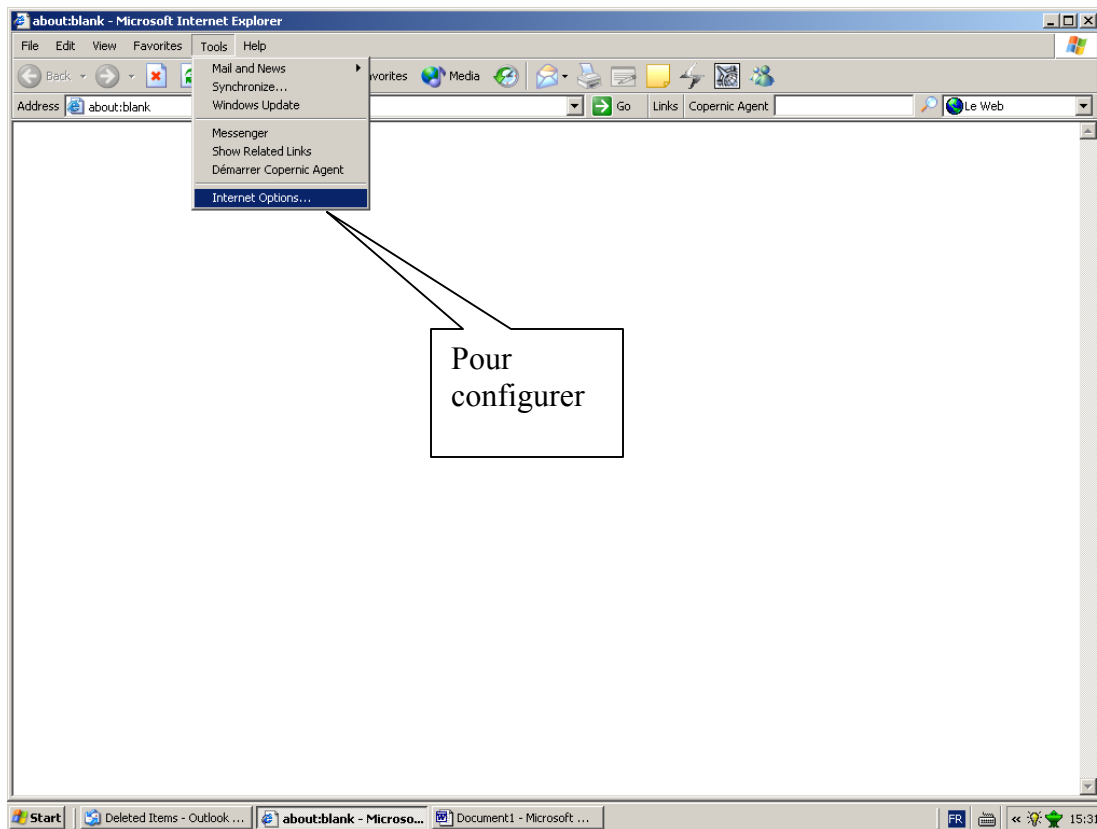 about:blank - Microsoft Internet Explorer
File Edit View Favorites Tools Help
Back Media
Address about:blank Go Links Copernic Agent Le Web
Mail and News
Synchronize...
Windows Update
Messenger
Show Related Links
Démarrer Copernic Agent
Internet Options...
Pour
configurer
Start Deleted Items - Outlook ... about:blank - Microso... Document1 - Microsoft ... FR « 15:31